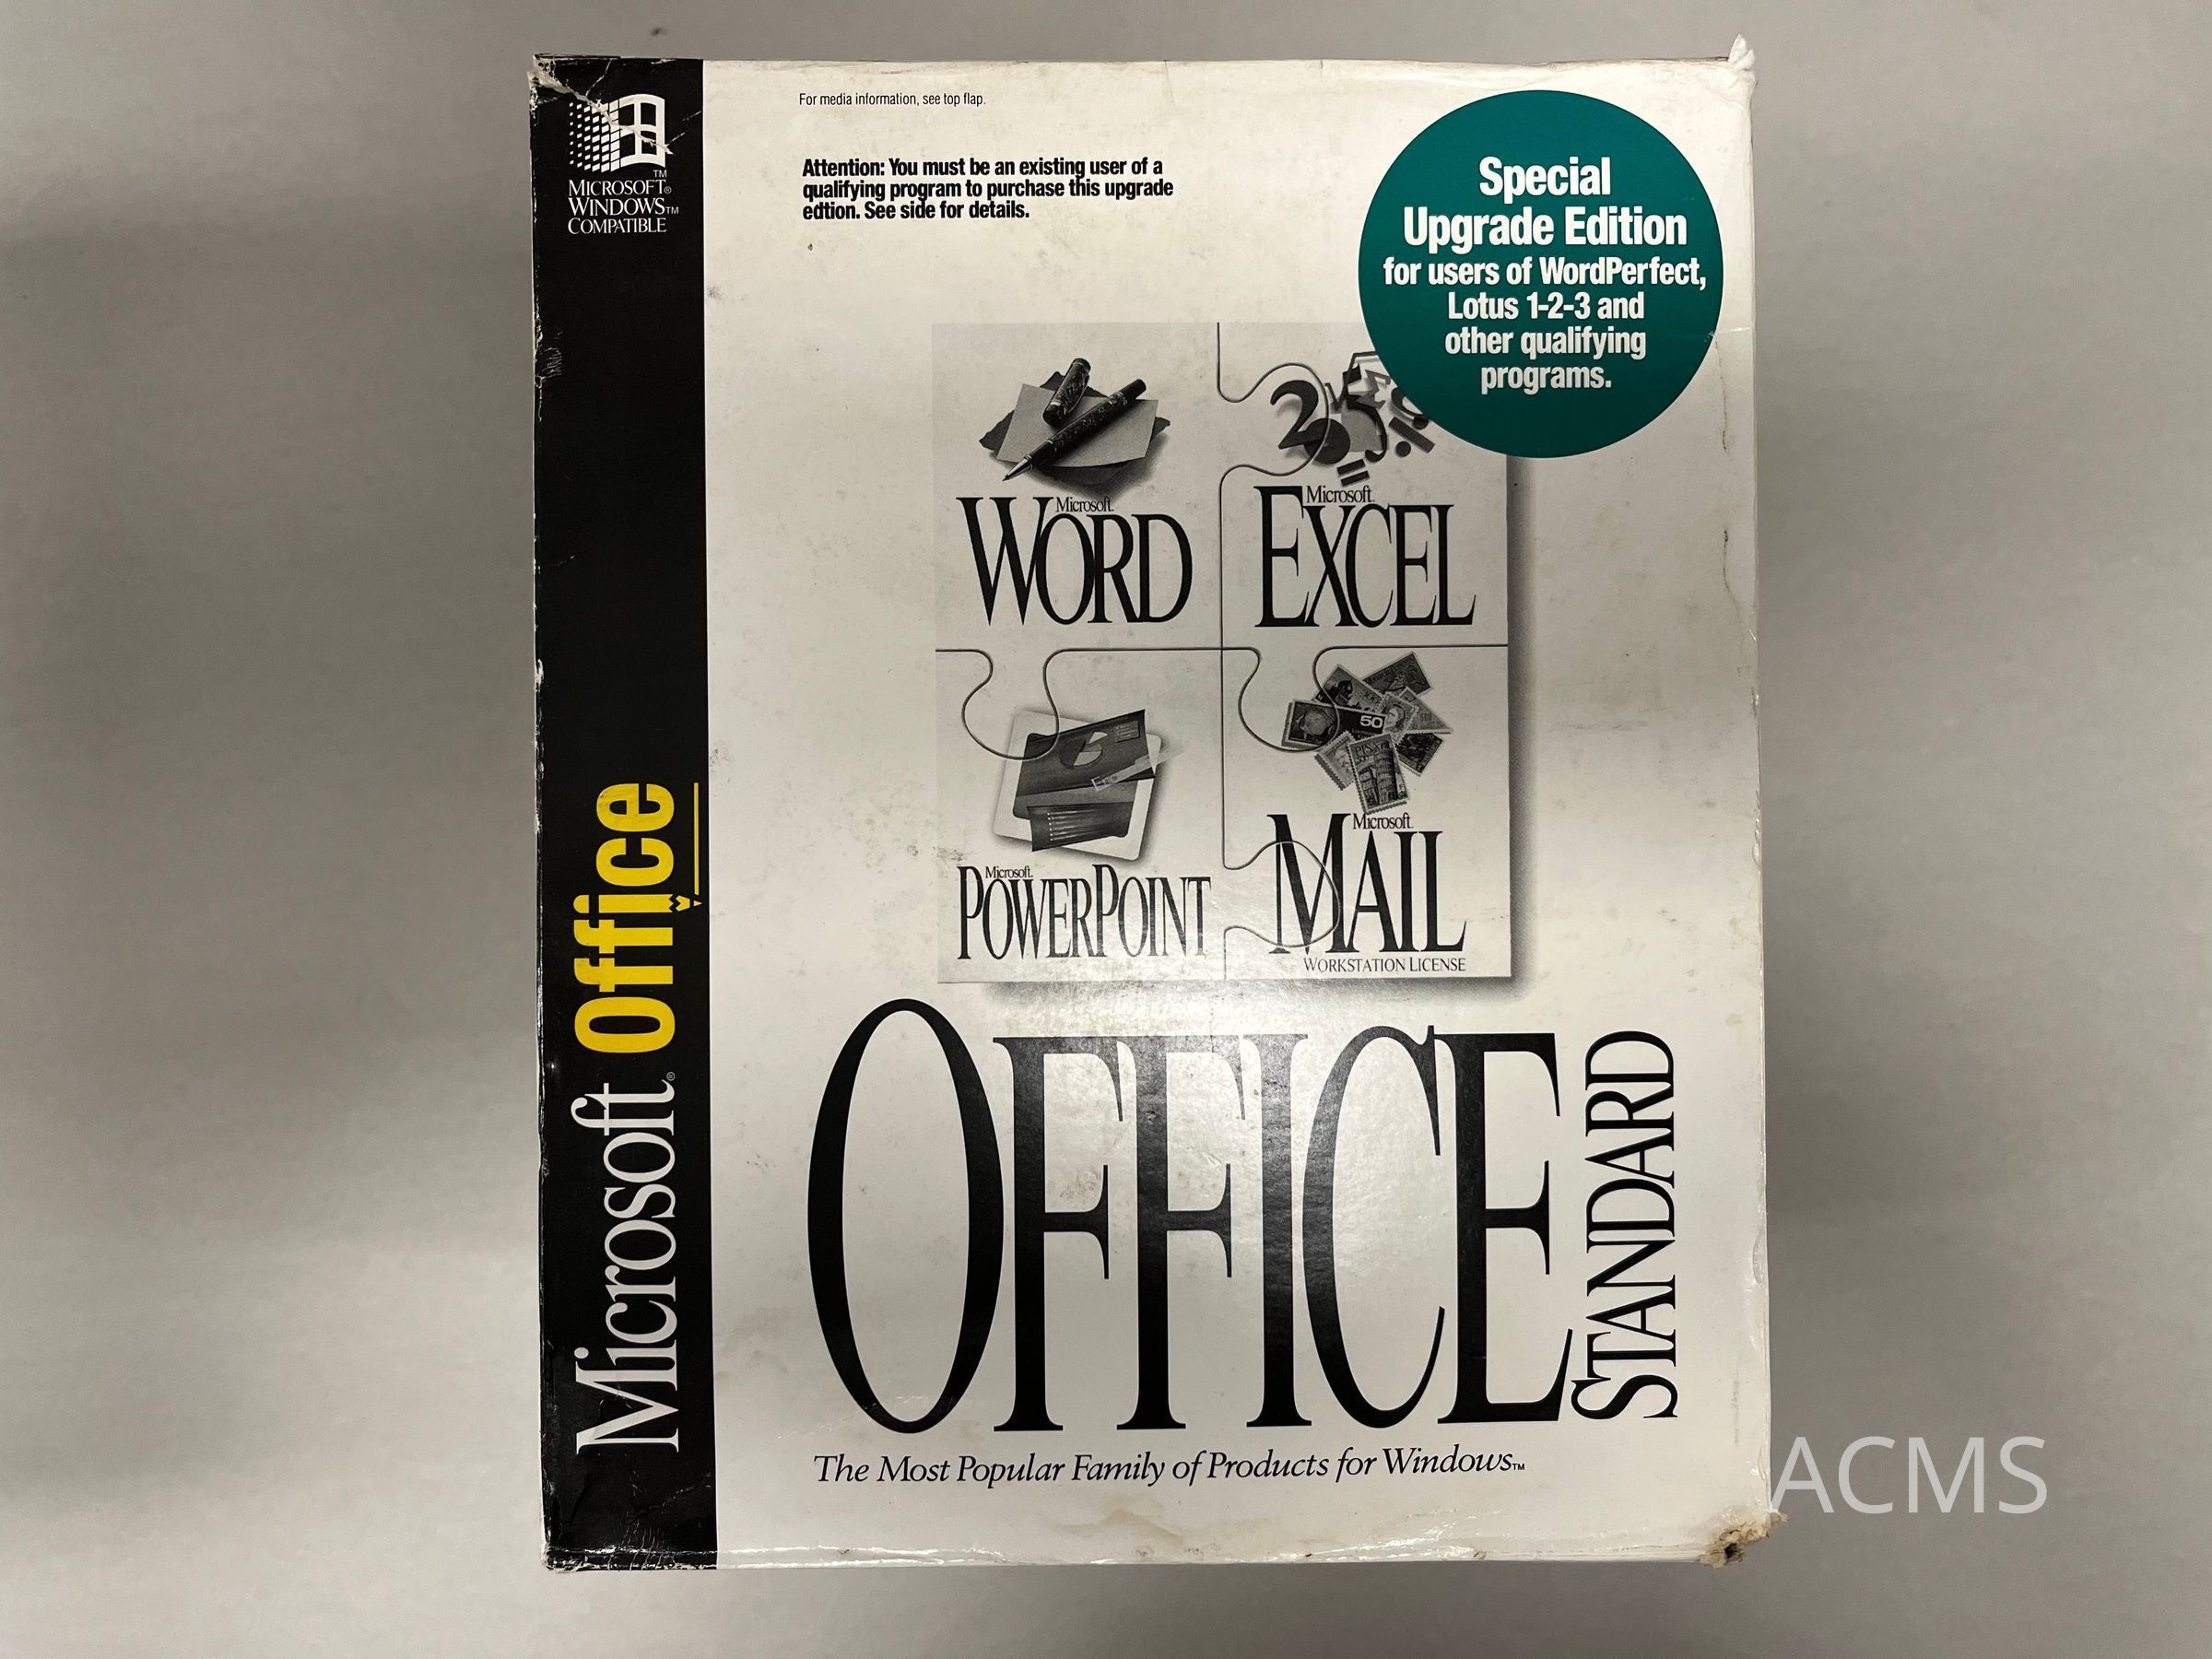 MICROSOFT®
WINDOWS™
COMPATIBLE
Microsoft® Office
For media information, see top flap.
Attention: You must be an existing user of a
qualifying program to purchase this upgrade
edtion. See side for details.
Special
Upgrade Edition
for users of WordPerfect,
Lotus 1-2-3 and
other qualifying
programs.
Microsoft
WORD
Microsoft
EXCEL
Microsoft
POWERPOINT
50
Microsoft
MAIL
WORKSTATION LICENSE
OFFICE
STANDARD
The Most Popular Family of Products for Windows™
ACMS